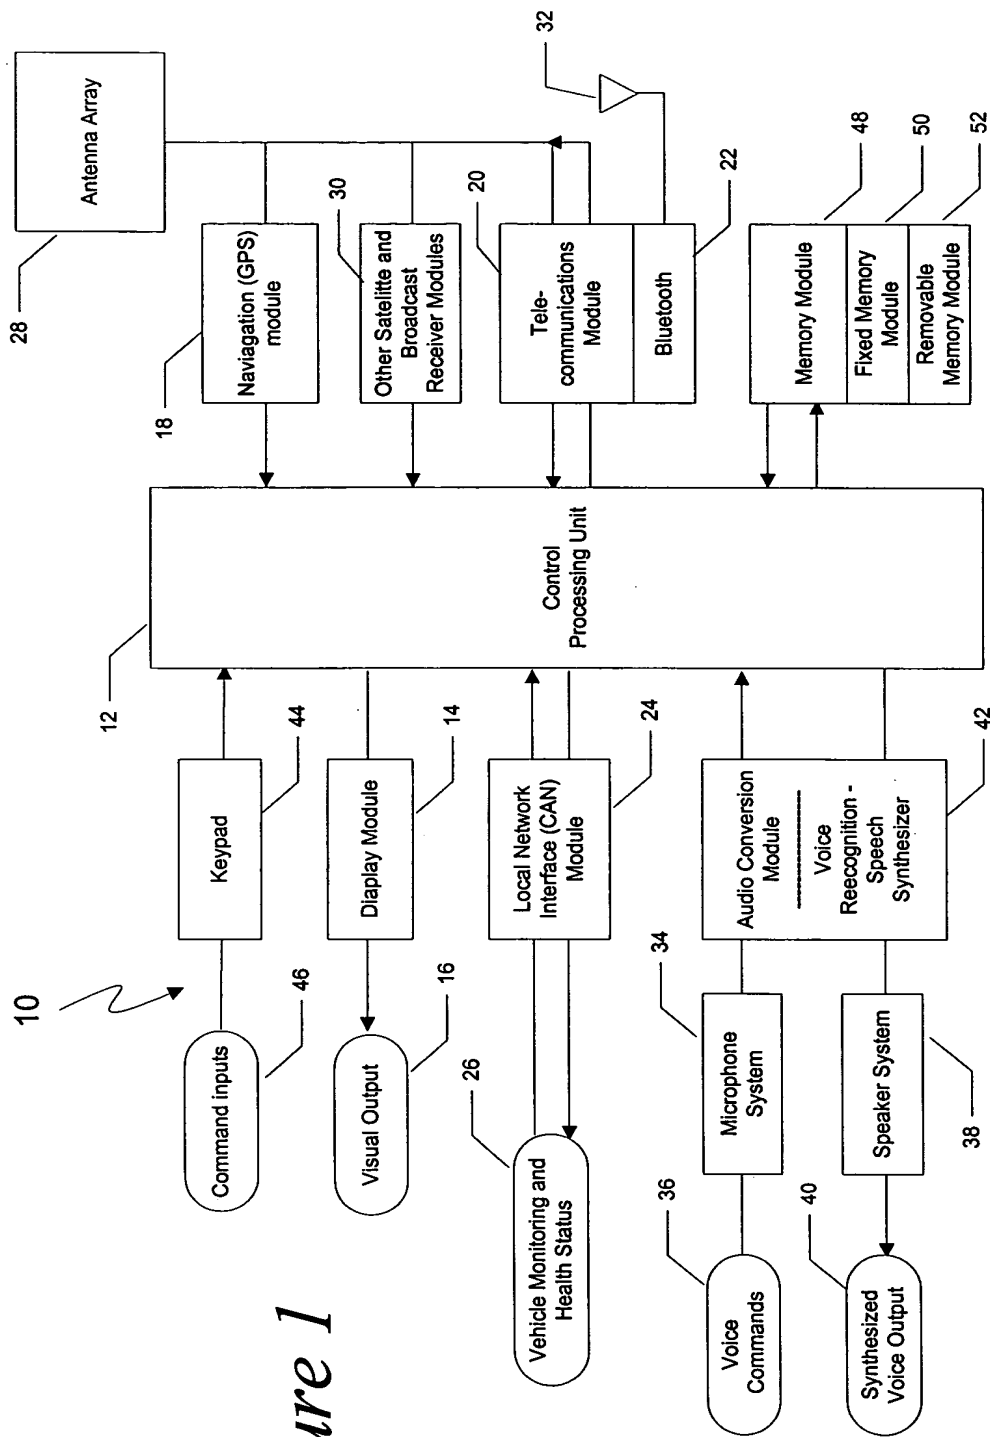 ure 1
10
12
28
Antenna Array
Command inputs
46
Keypad
44
18
Naviagation (GPS)
module
Visual Output
16
Diaplay Module
14
30
Other Satelitte and
Broadcast
Receiver Modules
26
Vehicle Monitoring and
Health Status
Local Network
Interface (CAN)
Module
24
Control
Processing Unit
20
Tele-
communications
Module
Bluetooth
22
32
36
Voice
Commands
34
Microphone
System
Audio Conversion
Module
Voice
Reecognition -
Speech
Synthesizer
42
40
Synthesized
Voice Output
Speaker System
38
Memory Module
48
Fixed Memory
Module
50
Removable
Memory Module
52